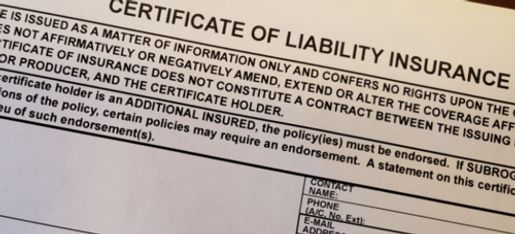 CERTIFICATE OF LIABILITY INSURANCE
E IS ISSUED AS A MATTER OF INFORMATION ONLY AND CONFERS NO RIGHTS UPON THE
ES NOT AFFIRMATIVELY OR NEGATIVELY AMEND, EXTEND OR ALTER THE COVERAGE AFF
TIFICATE OF INSURANCE DOES NOT CONSTITUTE A CONTRACT BETWEEN THE ISSUING
OR PRODUCER, AND THE CERTIFICATE HOLDER.
certificate holder is an ADDITIONAL INSURED, the policy(ies) must be endorsed. If SUBROG
ions of the policy, certain policies may require an endorsement. A statement on this certific
eu of such endorsement(s).
CONTACT
NAME:
PHONE
(A/C, No, Ext):
E-MAIL
ADDRES